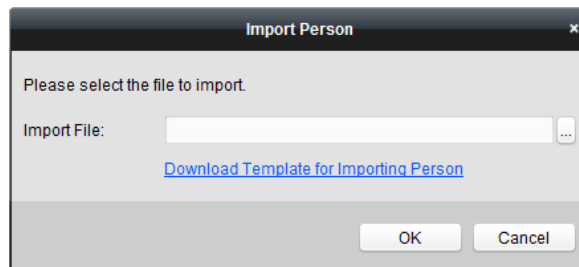 Import Person ×
Please select the file to import.
Import File: ...
Download Template for Importing Person
OK Cancel